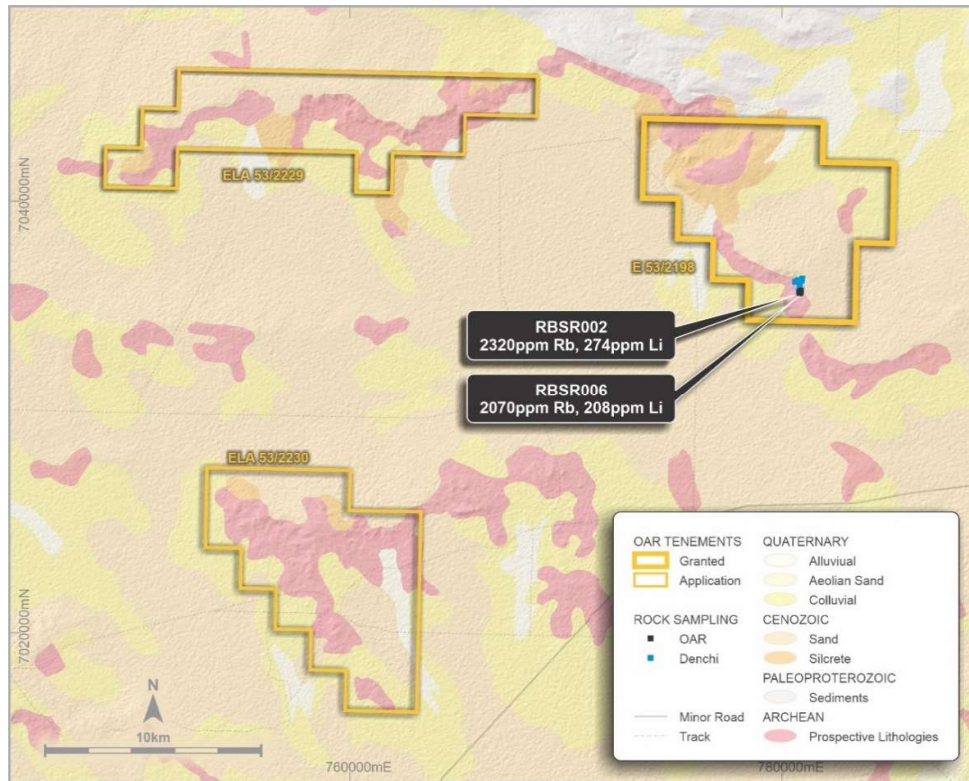 ELA 53/2229
7040000mN
E 53/2198
RBSR002
2320ppm Rb, 274ppm Li
RBSR006
2070ppm Rb, 208ppm Li
ELA 53/2230
7020000mN
N
10km
760000mE
780000mE
OAR TENEMENTS
Granted
Application
ROCK SAMPLING
OAR
Denchi
Minor Road
Track
QUATERNARY
Alluviual
Aeolian Sand
Colluvial
CENOZOIC
Sand
Silcrete
PALEOPROTEROZOIC
Sediments
ARCHEAN
Prospective Lithologies